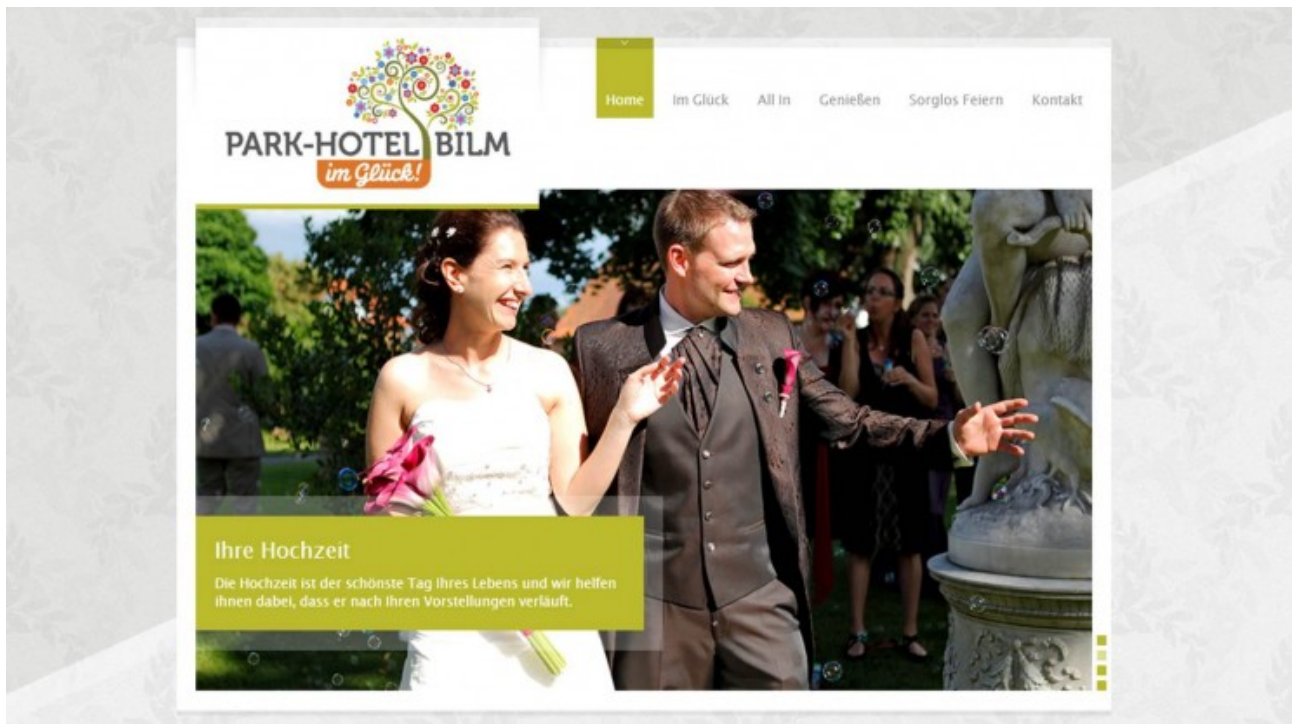 PARK-HOTEL BILM
im Glück!
Home Im Glück All In Genießen Sorglos Feiern Kontakt
Ihre Hochzeit
Die Hochzeit ist der schönste Tag Ihres Lebens und wir helfen
ihnen dabei, dass er nach Ihren Vorstellungen verläuft.